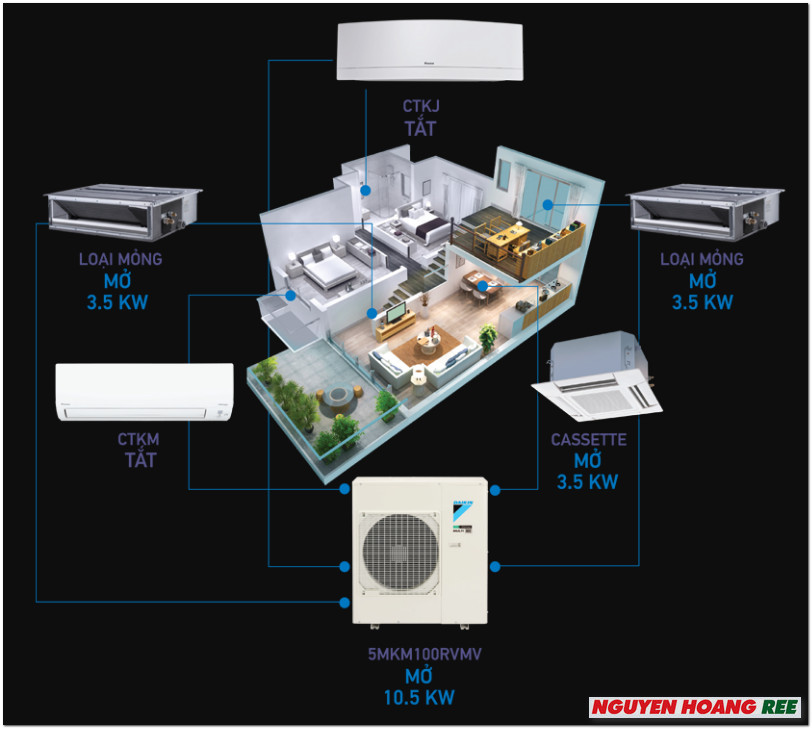 CTKJ
TẮT
LOẠI MỎNG
MỞ
3.5 KW
LOẠI MỎNG
MỞ
3.5 KW
CTKM
TẮT
CASSETTE
MỞ
3.5 KW
DAIKIN
5MKM100RVMV
MỞ
10.5 KW
NGUYEN HOANG REE